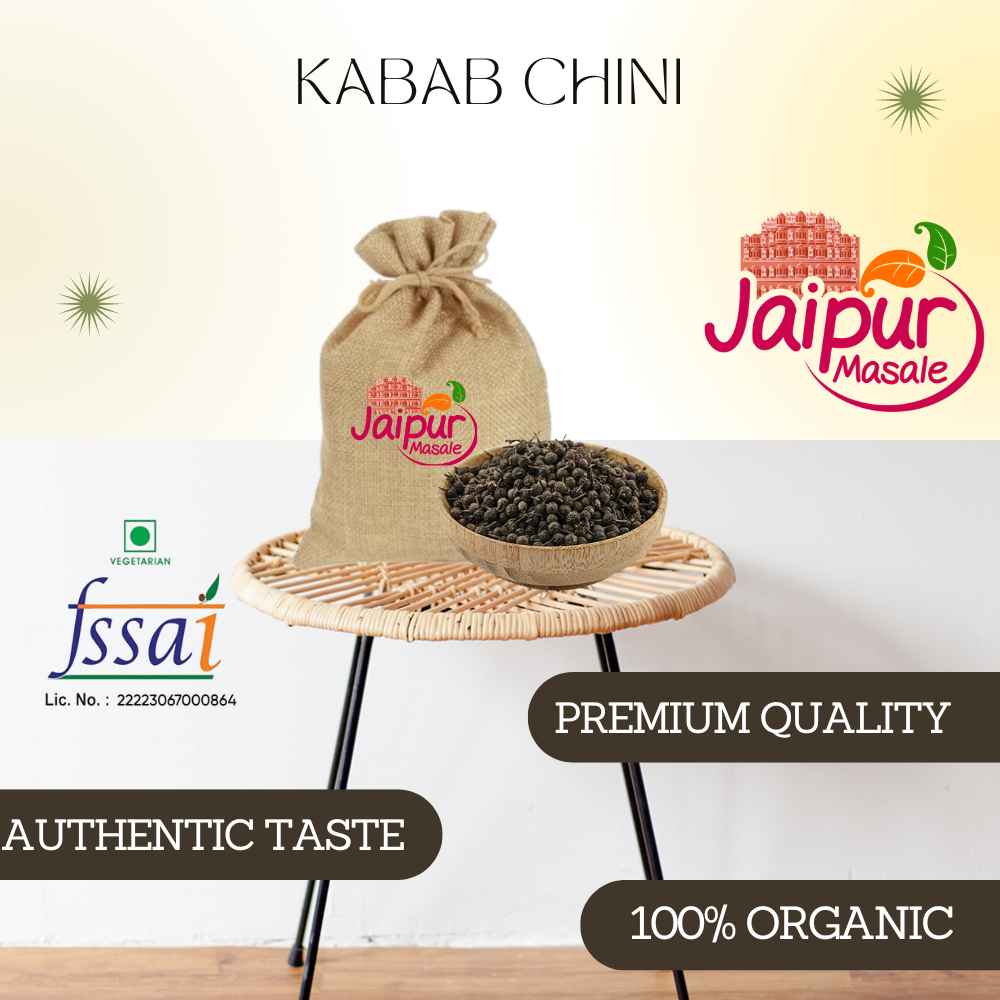 KABAB CHINI
Jaipur
Masale
Jaipur
Masale
VEGETARIAN
fssai
Lic. No. : 22223067000864
PREMIUM QUALITY
AUTHENTIC TASTE
100% ORGANIC